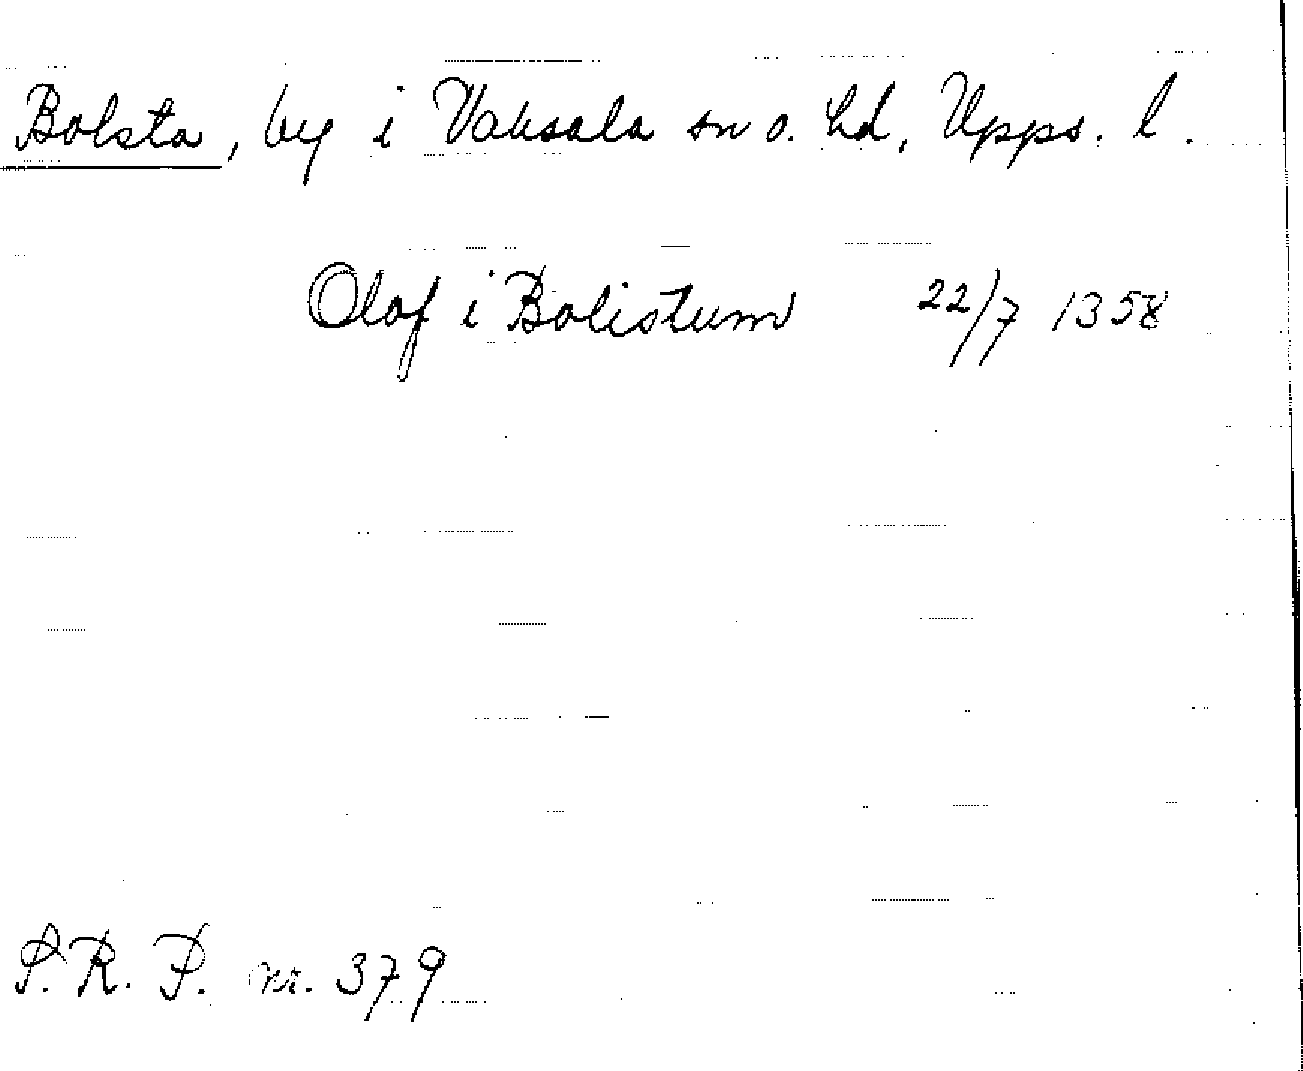 Bolsta, by i Vaksala sn o. hd, Upps. l.
Olof i Bolistum 22/7 1358
S.R.P. nr. 379